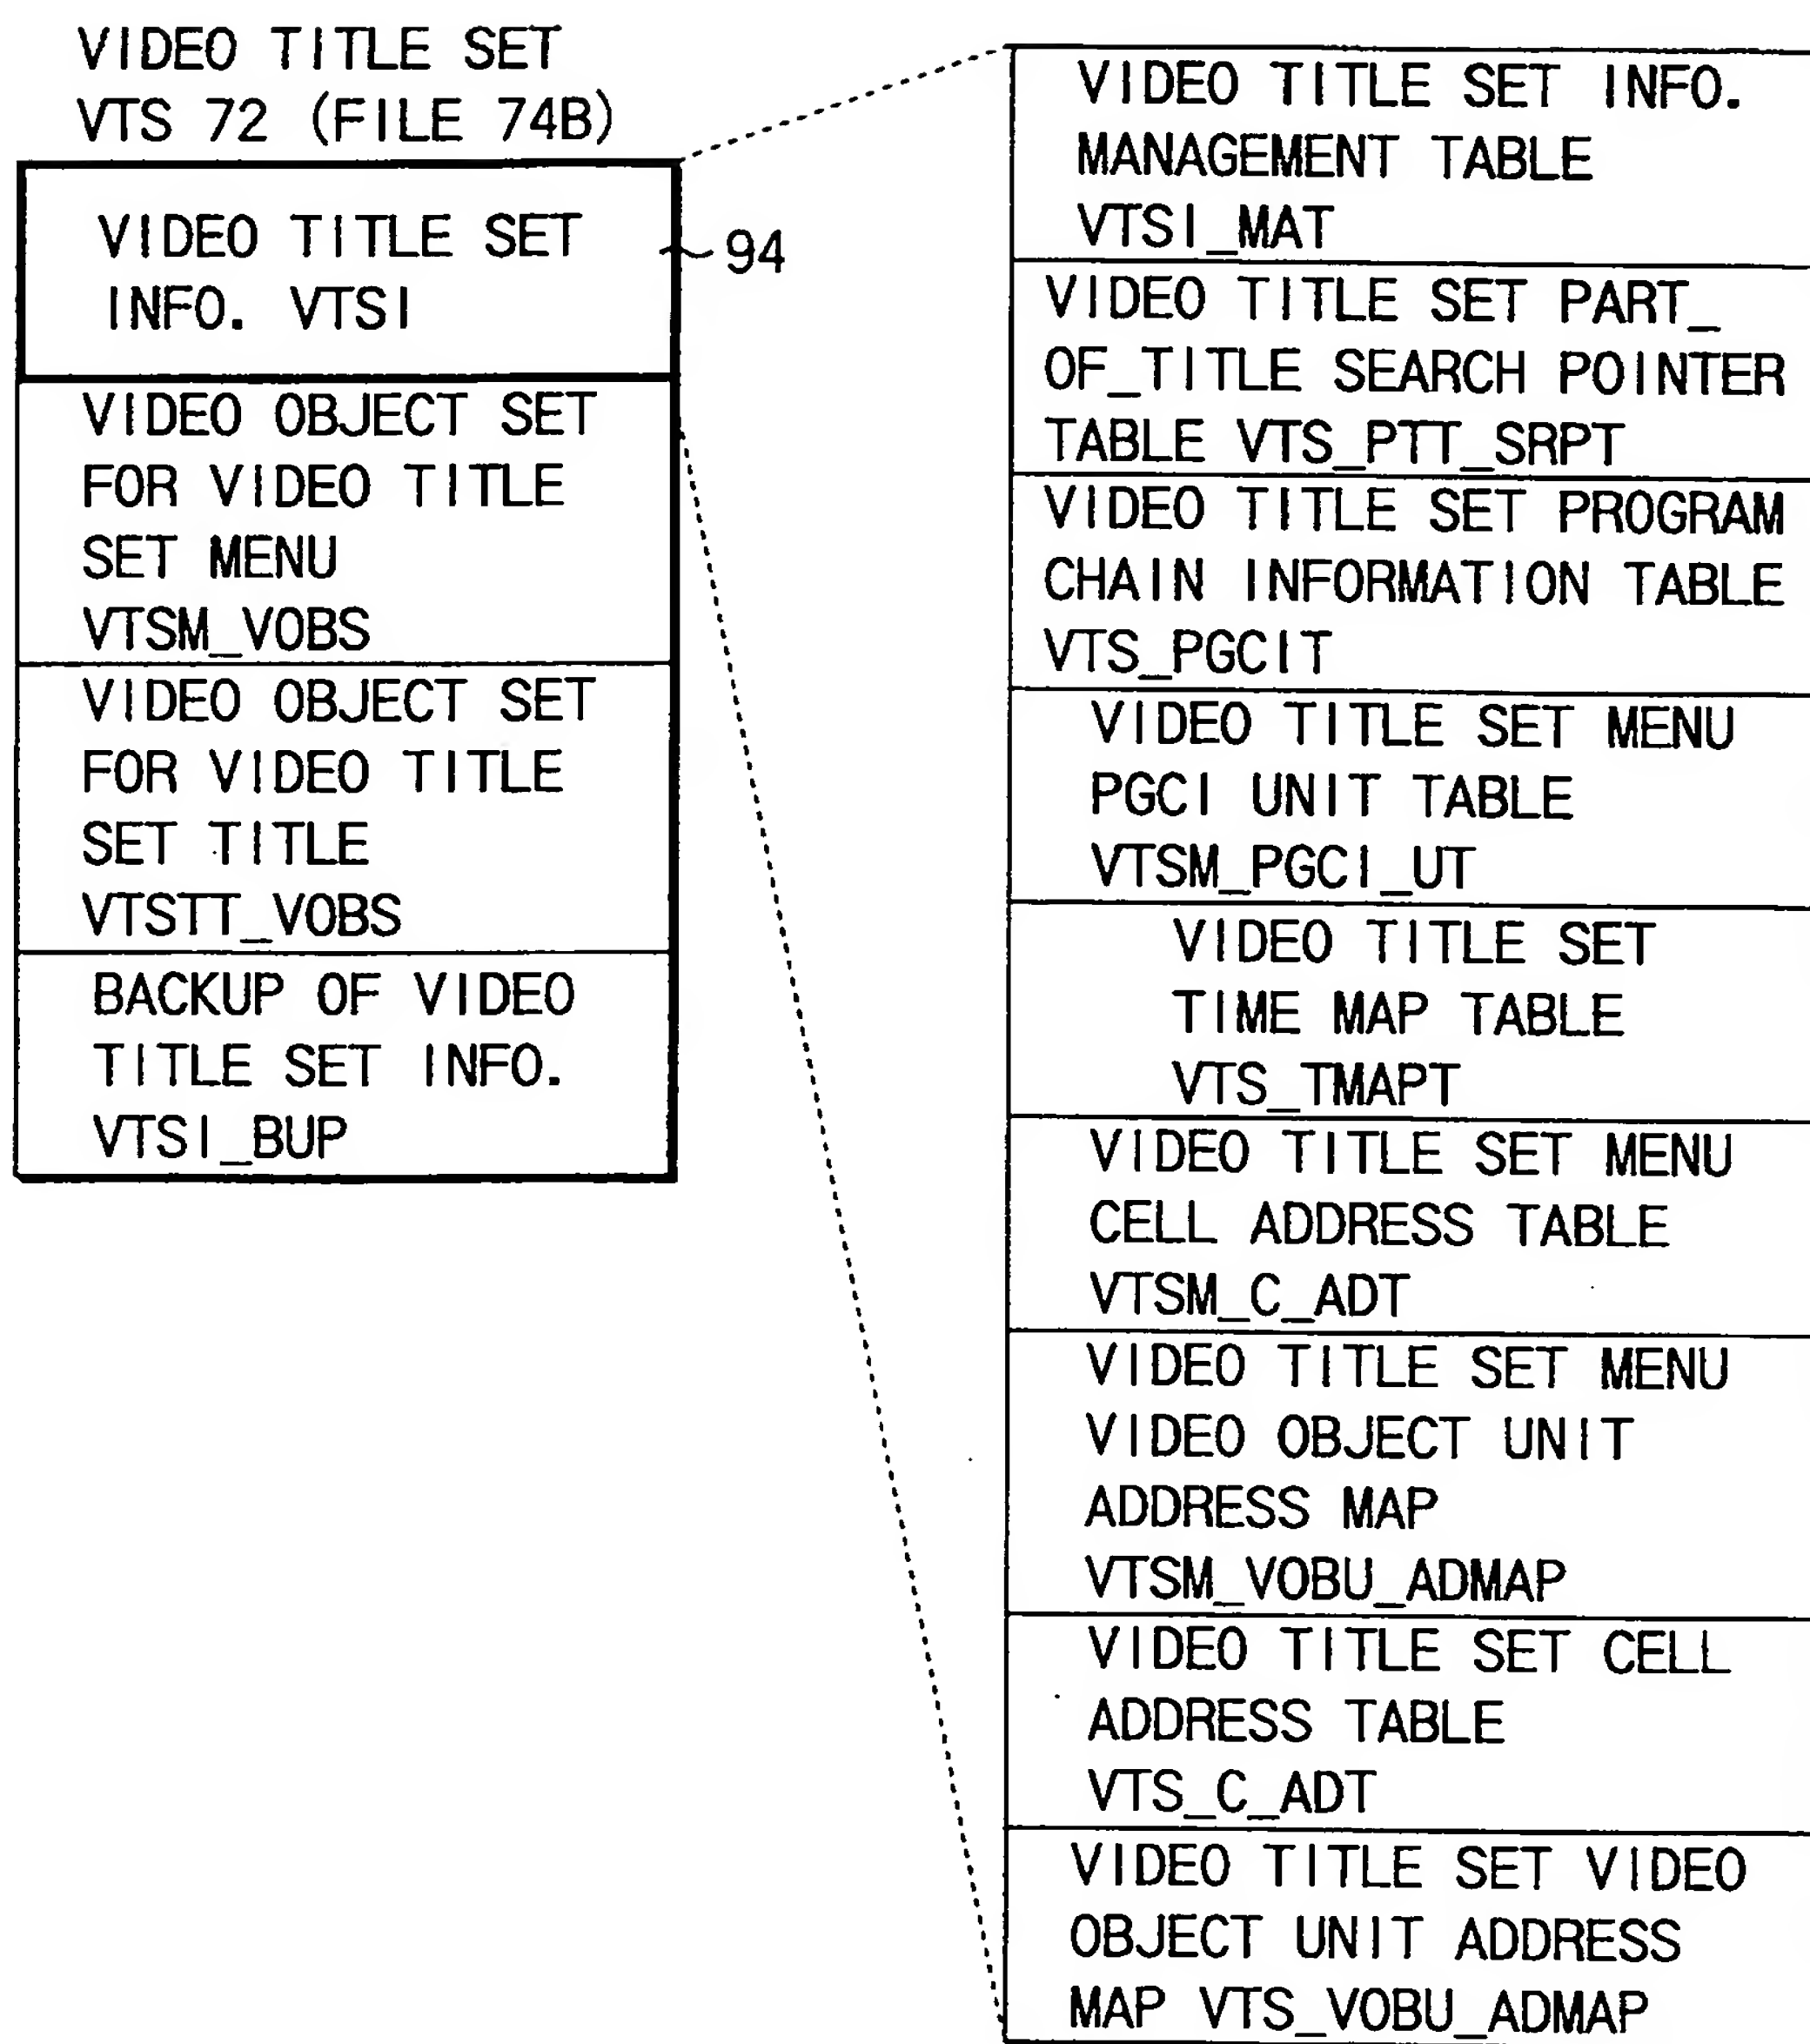 VIDEO TITLE SET
VTS 72 (FILE 74B)
VIDEO TITLE SET
INFO. VTSI
94
VIDEO OBJECT SET
FOR VIDEO TITLE
SET MENU
VTSM_VOBS
VIDEO OBJECT SET
FOR VIDEO TITLE
SET TITLE
VTSTT_VOBS
BACKUP OF VIDEO
TITLE SET INFO.
VTSI_BUP
VIDEO TITLE SET INFO.
MANAGEMENT TABLE
VTSI_MAT
VIDEO TITLE SET PART_
OF_TITLE SEARCH POINTER
TABLE VTS_PTT_SRPT
VIDEO TITLE SET PROGRAM
CHAIN INFORMATION TABLE
VTS_PGCIT
VIDEO TITLE SET MENU
PGCI UNIT TABLE
VTSM_PGCI_UT
VIDEO TITLE SET
TIME MAP TABLE
VTS_TMAPT
VIDEO TITLE SET MENU
CELL ADDRESS TABLE
VTSM_C_ADT
VIDEO TITLE SET MENU
VIDEO OBJECT UNIT
ADDRESS MAP
VTSM_VOBU_ADMAP
VIDEO TITLE SET CELL
ADDRESS TABLE
VTS_C_ADT
VIDEO TITLE SET VIDEO
OBJECT UNIT ADDRESS
MAP VTS_VOBU_ADMAP